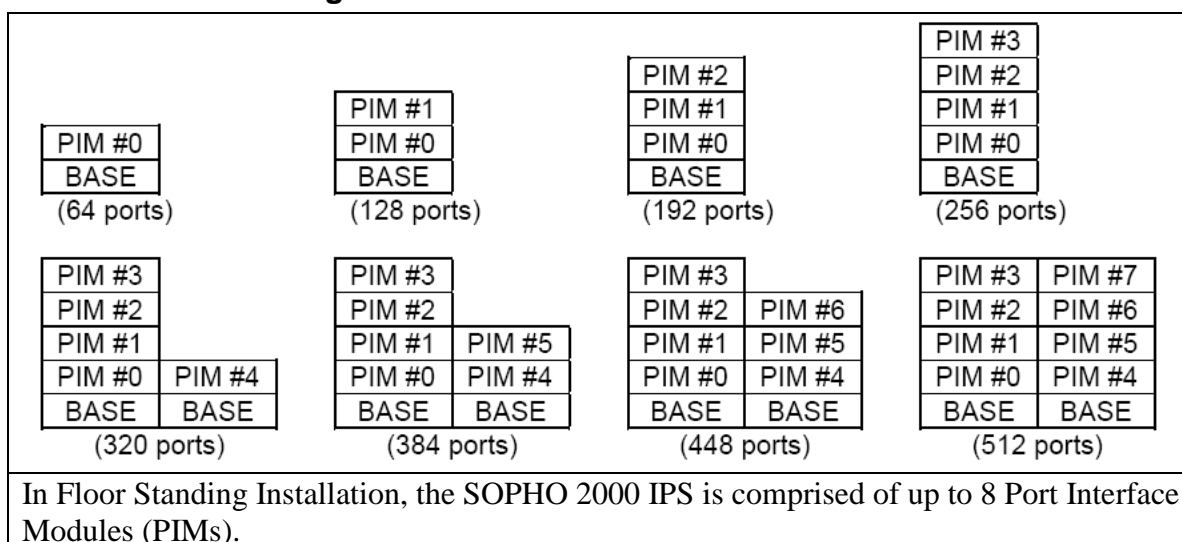 PIM #3
PIM #2 PIM #2
PIM #1 PIM #1 PIM #1
PIM #0 PIM #0 PIM #0 PIM #0
BASE BASE BASE BASE
(64 ports) (128 ports) (192 ports) (256 ports)
PIM #3 PIM #3 PIM #3 PIM #3 PIM #7
PIM #2 PIM #2 PIM #2 PIM #6 PIM #2 PIM #6
PIM #1 PIM #1 PIM #5 PIM #1 PIM #5 PIM #1 PIM #5
PIM #0 PIM #4 PIM #0 PIM #4 PIM #0 PIM #4 PIM #0 PIM #4
BASE BASE BASE BASE BASE BASE BASE BASE
(320 ports) (384 ports) (448 ports) (512 ports)
In Floor Standing Installation, the SOPHO 2000 IPS is comprised of up to 8 Port Interface
Modules (PIMs).